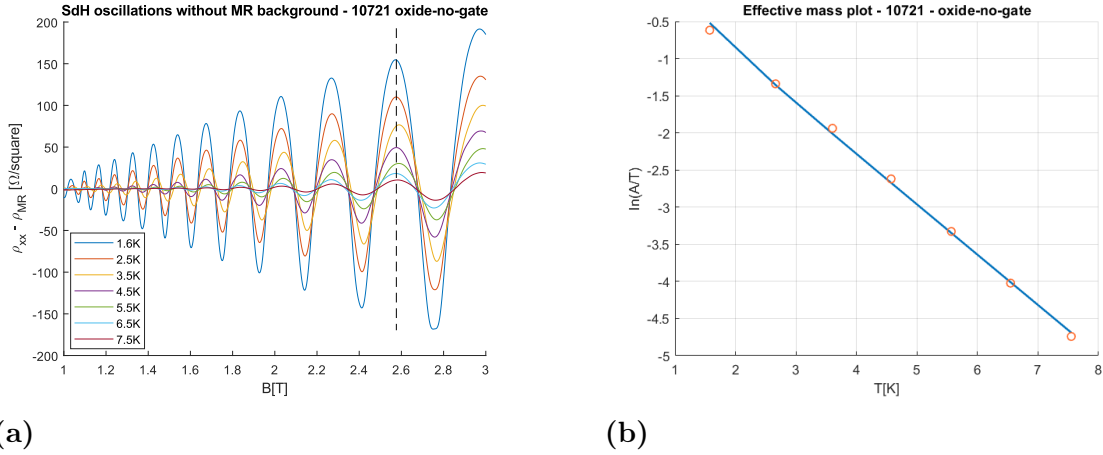 SdH oscillations without MR background - 10721 oxide-no-gate
200
150
100
50
0
-50
-100
-150
-200
ρxx - ρMR [Ω/square]
1.6K
2.5K
3.5K
4.5K
5.5K
6.5K
7.5K
1 1.2 1.4 1.6 1.8 2 2.2 2.4 2.6 2.8 3
B[T]
(a)
Effective mass plot - 10721 - oxide-no-gate
-0.5
-1
-1.5
-2
-2.5
-3
-3.5
-4
-4.5
-5
ln(A/T)
1 2 3 4 5 6 7 8
T[K]
(b)